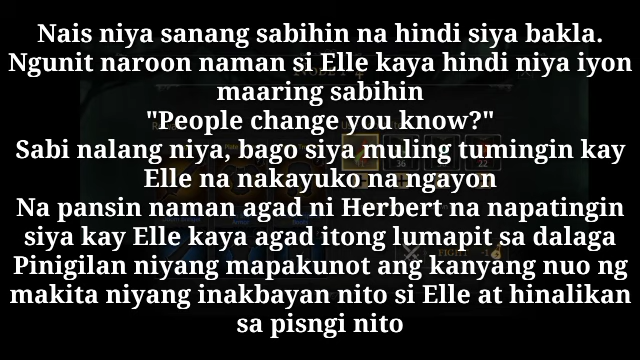 Nais niya sanang sabihin na hindi siya bakla.
Ngunit naroon naman si Elle kaya hindi niya iyon
maaring sabihin
"People change you know?"
Sabi nalang niya, bago siya muling tumingin kay
Elle na nakayuko na ngayon
Na pansin naman agad ni Herbert na napatingin
siya kay Elle kaya agad itong lumapit sa dalaga
Pinigilan niyang mapakunot ang kanyang nuo ng
makita niyang inakbayan nito si Elle at hinalikan
sa pisngi nito